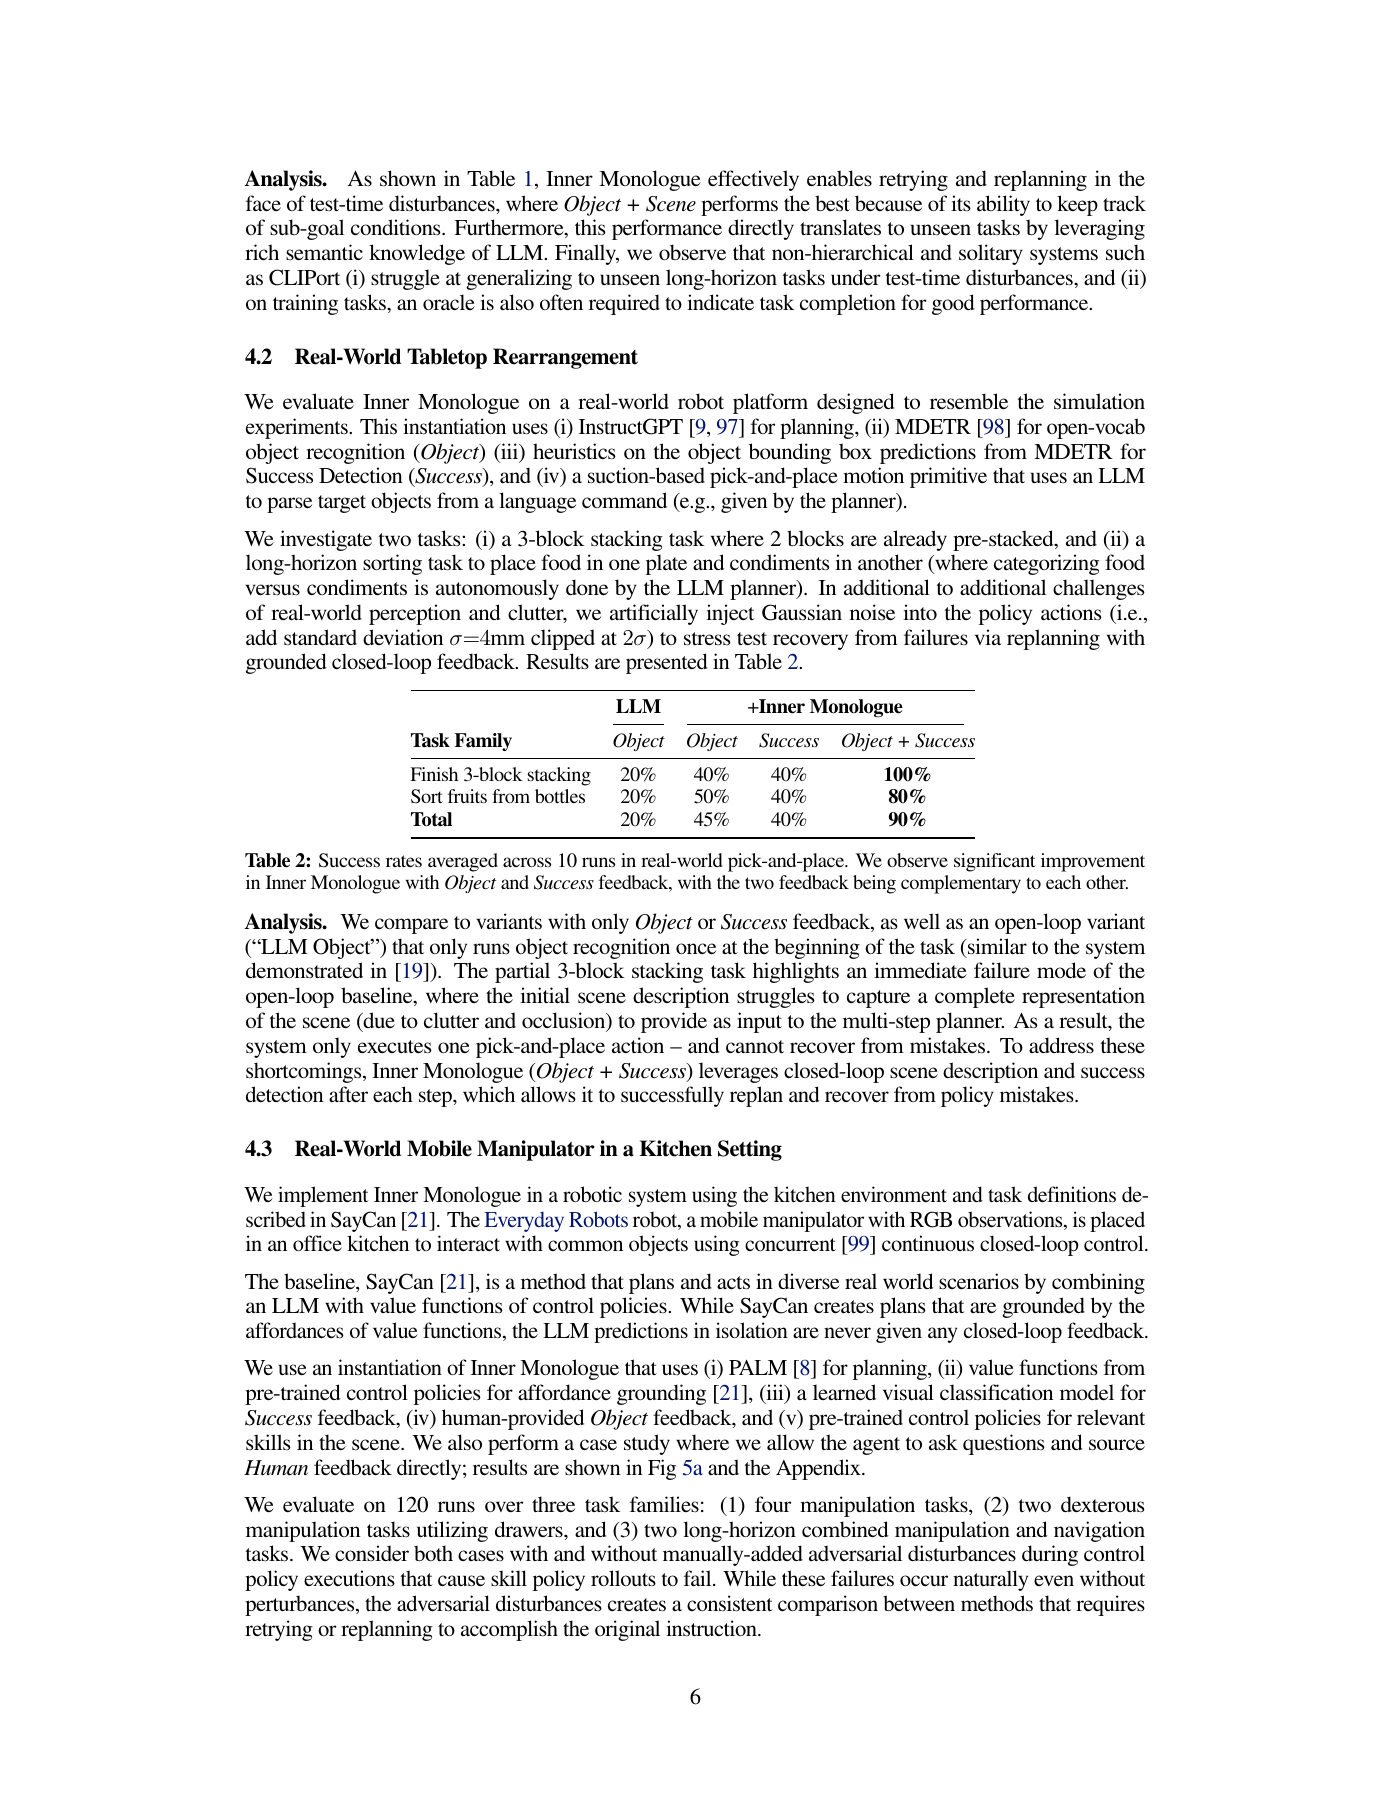 Analysis. As shown in Table 1, Inner Monologue effectively enables retrying and replanning in the
face of test-time disturbances, where Object + Scene performs the best because of its ability to keep track
of sub-goal conditions. Furthermore, this performance directly translates to unseen tasks by leveraging
rich semantic knowledge of LLM. Finally, we observe that non-hierarchical and solitary systems such
as CLIPort (i) struggle at generalizing to unseen long-horizon tasks under test-time disturbances, and (ii)
on training tasks, an oracle is also often required to indicate task completion for good performance.
4.2 Real-World Tabletop Rearrangement
We evaluate Inner Monologue on a real-world robot platform designed to resemble the simulation
experiments. This instantiation uses (i) InstructGPT [9, 97] for planning, (ii) MDETR [98] for open-vocab
object recognition (Object) (iii) heuristics on the object bounding box predictions from MDETR for
Success Detection (Success), and (iv) a suction-based pick-and-place motion primitive that uses an LLM
to parse target objects from a language command (e.g., given by the planner).
We investigate two tasks: (i) a 3-block stacking task where 2 blocks are already pre-stacked, and (ii) a
long-horizon sorting task to place food in one plate and condiments in another (where categorizing food
versus condiments is autonomously done by the LLM planner). In additional to additional challenges
of real-world perception and clutter, we artificially inject Gaussian noise into the policy actions (i.e.,
add standard deviation σ=4mm clipped at 2σ) to stress test recovery from failures via replanning with
grounded closed-loop feedback. Results are presented in Table 2.
LLM +Inner Monologue
Task Family Object Object Success Object + Success
Finish 3-block stacking 20% 40% 40% 100%
Sort fruits from bottles 20% 50% 40% 80%
Total 20% 45% 40% 90%
Table 2: Success rates averaged across 10 runs in real-world pick-and-place. We observe significant improvement
in Inner Monologue with Object and Success feedback, with the two feedback being complementary to each other.
Analysis. We compare to variants with only Object or Success feedback, as well as an open-loop variant
(“LLM Object”) that only runs object recognition once at the beginning of the task (similar to the system
demonstrated in [19]). The partial 3-block stacking task highlights an immediate failure mode of the
open-loop baseline, where the initial scene description struggles to capture a complete representation
of the scene (due to clutter and occlusion) to provide as input to the multi-step planner. As a result, the
system only executes one pick-and-place action – and cannot recover from mistakes. To address these
shortcomings, Inner Monologue (Object + Success) leverages closed-loop scene description and success
detection after each step, which allows it to successfully replan and recover from policy mistakes.
4.3 Real-World Mobile Manipulator in a Kitchen Setting
We implement Inner Monologue in a robotic system using the kitchen environment and task definitions de-
scribed in SayCan [21]. The Everyday Robots robot, a mobile manipulator with RGB observations, is placed
in an office kitchen to interact with common objects using concurrent [99] continuous closed-loop control.
The baseline, SayCan [21], is a method that plans and acts in diverse real world scenarios by combining
an LLM with value functions of control policies. While SayCan creates plans that are grounded by the
affordances of value functions, the LLM predictions in isolation are never given any closed-loop feedback.
We use an instantiation of Inner Monologue that uses (i) PALM [8] for planning, (ii) value functions from
pre-trained control policies for affordance grounding [21], (iii) a learned visual classification model for
Success feedback, (iv) human-provided Object feedback, and (v) pre-trained control policies for relevant
skills in the scene. We also perform a case study where we allow the agent to ask questions and source
Human feedback directly; results are shown in Fig 5a and the Appendix.
We evaluate on 120 runs over three task families: (1) four manipulation tasks, (2) two dexterous
manipulation tasks utilizing drawers, and (3) two long-horizon combined manipulation and navigation
tasks. We consider both cases with and without manually-added adversarial disturbances during control
policy executions that cause skill policy rollouts to fail. While these failures occur naturally even without
perturbances, the adversarial disturbances creates a consistent comparison between methods that requires
retrying or replanning to accomplish the original instruction.
6